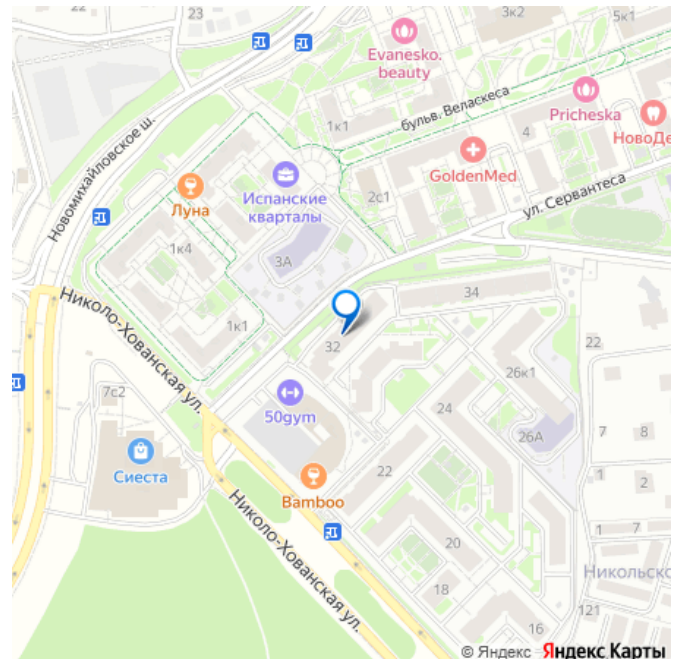 22
23
3к2
5к1
Evanesko.
beauty
Pricheska
бульв. Веласкеса
1к1
4
НовоДе
GoldenMed
Новомихайловское ш.
Испанские
кварталы
Луна
2с1
ул. Сервантеса
1к4
3А
34
Николо-Хованская ул.
1к1
32
22
26к1
7с2
50gym
24
26А
7
8
Сиеста
22
2
Bamboo
1
7
20
Николо-Хованская ул.
Никольско
18
121
16
© Яндекс Яндекс Карты